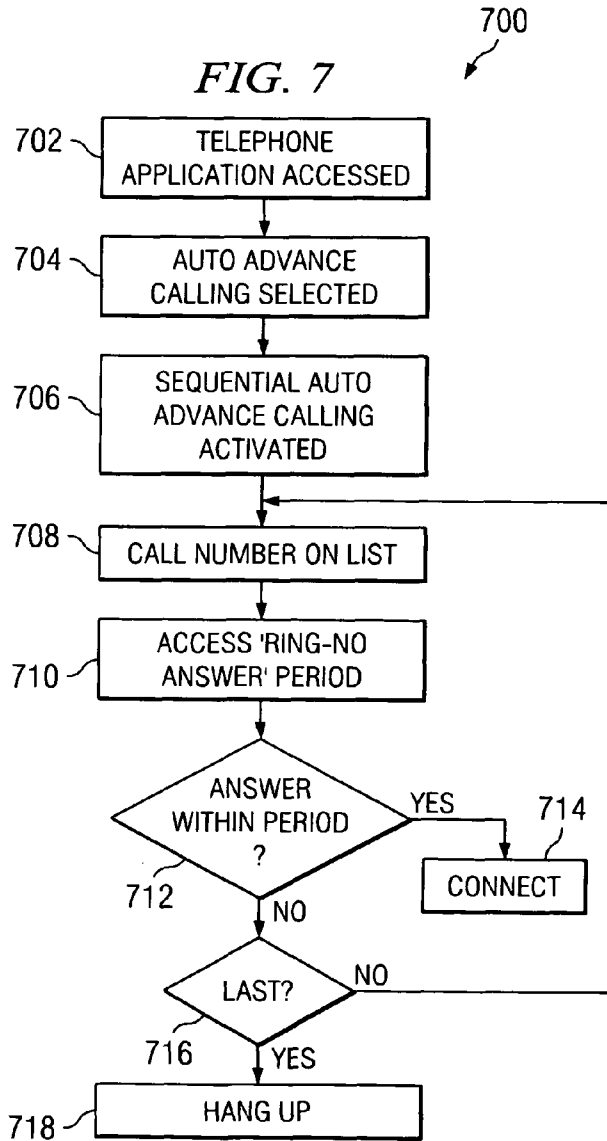 700
FIG. 7
702
TELEPHONE
APPLICATION ACCESSED
704
AUTO ADVANCE
CALLING SELECTED
706
SEQUENTIAL AUTO
ADVANCE CALLING
ACTIVATED
708
CALL NUMBER ON LIST
710
ACCESS 'RING-NO
ANSWER' PERIOD
712
ANSWER
WITHIN PERIOD
?
YES
714
CONNECT
NO
716
LAST?
NO
YES
718
HANG UP